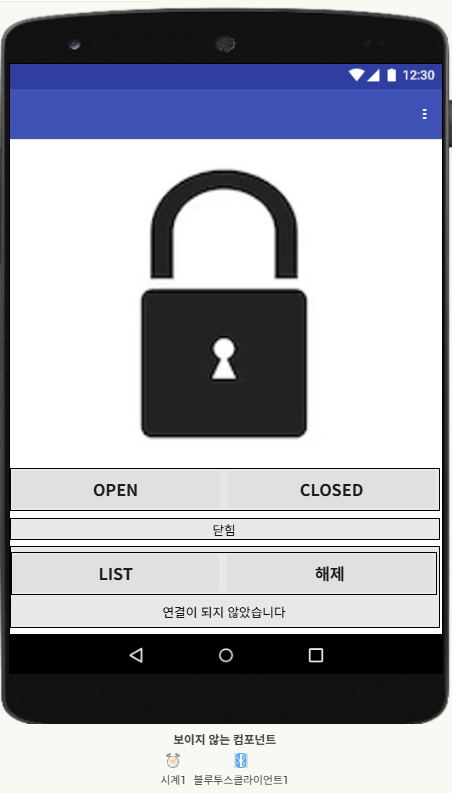 12:30
OPEN CLOSED
닫힘
LIST 해제
연결이 되지 않았습니다
보이지 않는 컴포넌트
시계1 블루투스클라이언트1